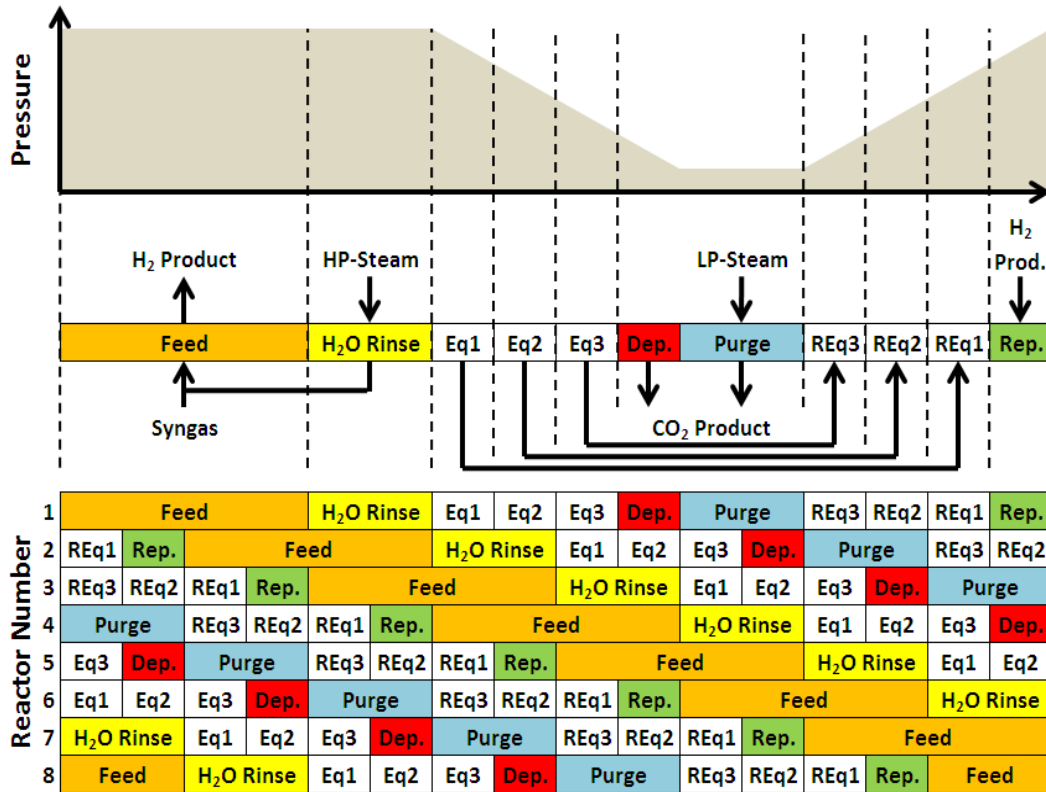 Pressure
H₂ Product
HP-Steam
LP-Steam
H₂
Prod.
Feed H₂O Rinse Eq1 Eq2 Eq3 Dep. Purge REq3 REq2 REq1 Rep.
Syngas
CO₂ Product
Reactor Number
1 Feed H₂O Rinse Eq1 Eq2 Eq3 Dep. Purge REq3 REq2 REq1 Rep.
2 REq1 Rep. Feed H₂O Rinse Eq1 Eq2 Eq3 Dep. Purge REq3 REq2
3 REq3 REq2 REq1 Rep. Feed H₂O Rinse Eq1 Eq2 Eq3 Dep. Purge
4 Purge REq3 REq2 REq1 Rep. Feed H₂O Rinse Eq1 Eq2 Eq3 Dep.
5 Eq3 Dep. Purge REq3 REq2 REq1 Rep. Feed H₂O Rinse Eq1 Eq2
6 Eq1 Eq2 Eq3 Dep. Purge REq3 REq2 REq1 Rep. Feed H₂O Rinse
7 H₂O Rinse Eq1 Eq2 Eq3 Dep. Purge REq3 REq2 REq1 Rep. Feed
8 Feed H₂O Rinse Eq1 Eq2 Eq3 Dep. Purge REq3 REq2 REq1 Rep. Feed